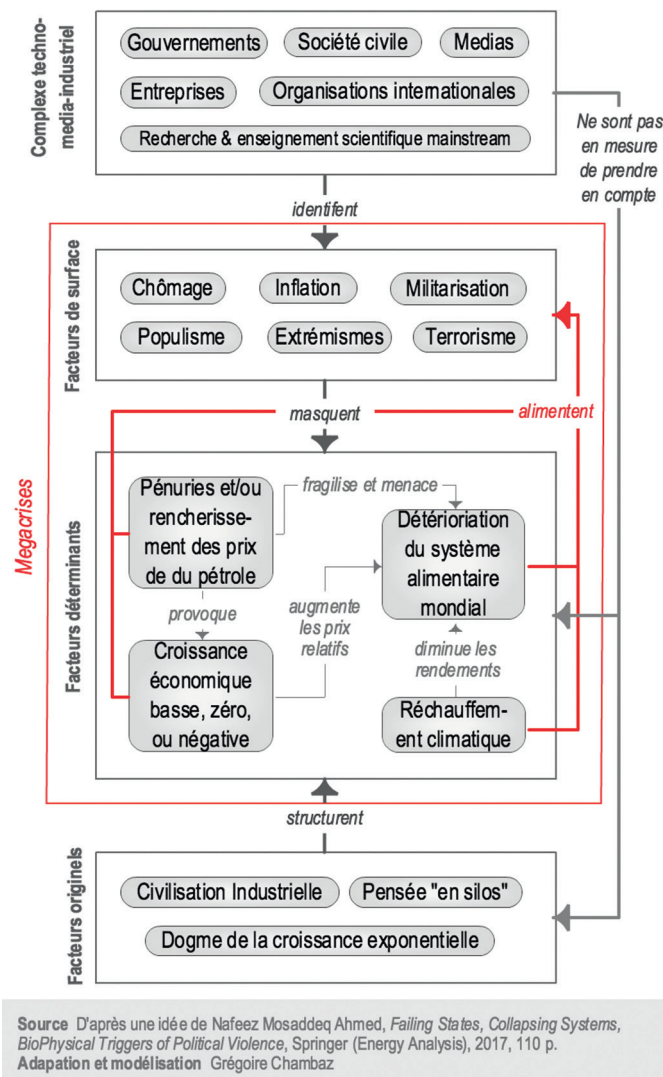 Complexe techno-
media-industriel
Gouvernements
Société civile
Medias
Entreprises
Organisations internationales
Recherche & enseignement scientifique mainstream
Ne sont pas
en mesure
de prendre
en compte
identifent
Megacrises
Facteurs de surface
Chômage
Inflation
Militarisation
Populisme
Extrémismes
Terrorisme
masquent
alimentent
Facteurs déterminants
Pénuries et/ou
rencherisse-
ment des prix
de du pétrole
fragilise et menace
Détérioration
du système
alimentaire
mondial
provoque
augmente
les prix
relatifs
diminue les
rendements
Croissance
économique
basse, zéro,
ou négative
Réchauffem-
ent climatique
structurent
Facteurs originels
Civilisation Industrielle
Pensée "en silos"
Dogme de la croissance exponentielle
Source D'après une idée de Nafeez Mosaddeq Ahmed, Failing States, Collapsing Systems,
BioPhysical Triggers of Political Violence, Springer (Energy Analysis), 2017, 110 p.
Adapation et modélisation Grégoire Chambaz